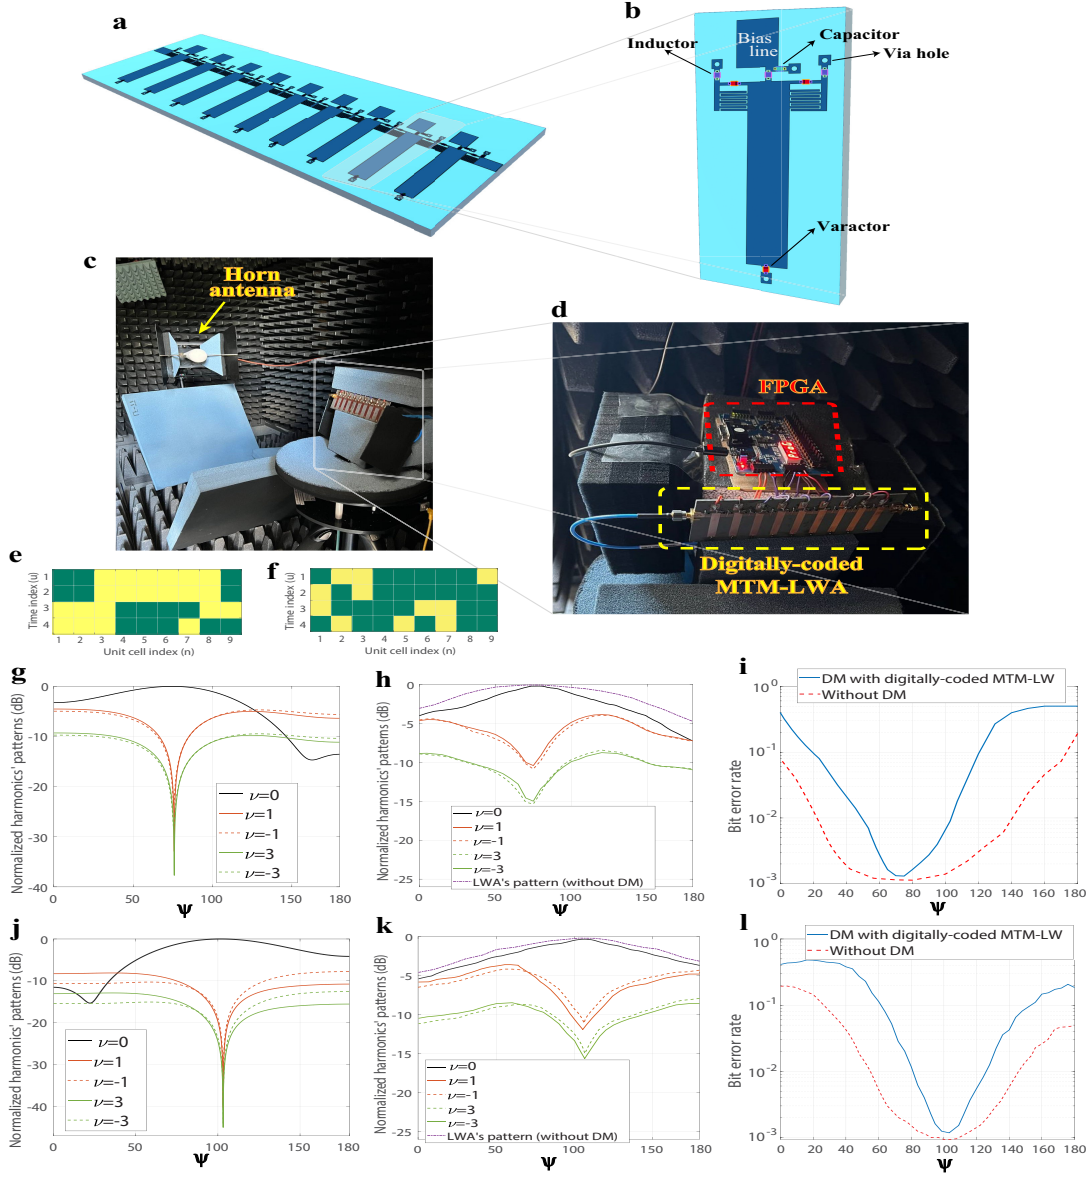 a
b
Bias
line
Inductor
Capacitor
Via hole
Varactor
c
Horn
antenna
d
FPGA
Digitally-coded
MTM-LWA
e
Time index (u)
1
2
3
4
1 2 3 4 5 6 7 8 9
Unit cell index (n)
f
Time index (u)
1
2
3
4
1 2 3 4 5 6 7 8 9
Unit cell index (n)
g
Normalized harmonics' patterns (dB)
0
-10
-20
-30
-40
0 50 100 150 180
ψ
ν=0
ν=1
ν=-1
ν=3
ν=-3
h
Normalized harmonics' patterns (dB)
0
-5
-10
-15
-20
-25
0 50 100 150 180
ψ
ν=0
ν=1
ν=-1
ν=3
ν=-3
LWA's pattern (without DM)
i
DM with digitally-coded MTM-LW
Without DM
Bit error rate
10^0
10^-1
10^-2
10^-3
0 20 40 60 80 100 120 140 160 180
ψ
j
Normalized harmonics' patterns (dB)
0
-10
-20
-30
-40
0 50 100 150 180
ψ
ν=0
ν=1
ν=-1
ν=3
ν=-3
k
Normalized harmonics' patterns (dB)
0
-5
-10
-15
-20
-25
0 50 100 150 180
ψ
ν=0
ν=1
ν=-1
ν=3
ν=-3
LWA's pattern (without DM)
l
DM with digitally-coded MTM-LW
Without DM
Bit error rate
10^0
10^-1
10^-2
10^-3
0 20 40 60 80 100 120 140 160 180
ψ